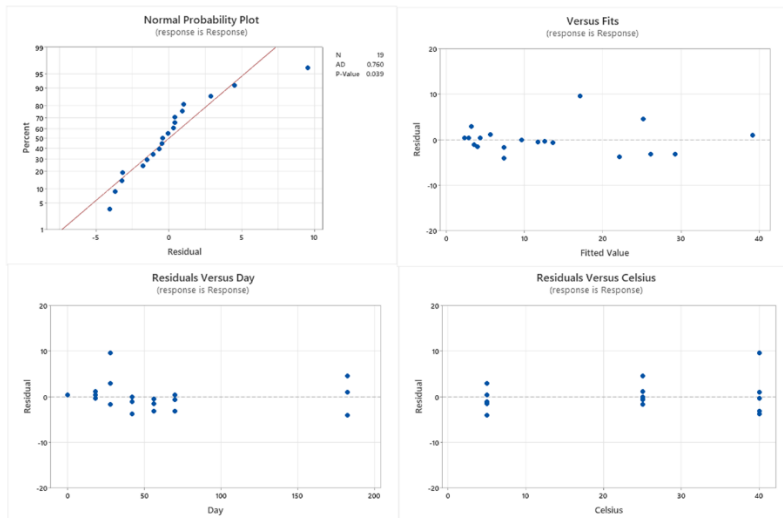 Normal Probability Plot
(response is Response)
99
95
90
80
70
60
50
40
30
20
10
5
1
Percent
-5
0
5
10
Residual
N 19
AD 0.760
P-Value 0.039
Versus Fits
(response is Response)
20
10
0
-10
-20
Residual
0
10
20
30
40
Fitted Value
Residuals Versus Day
(response is Response)
20
10
0
-10
-20
Residual
0
50
100
150
200
Day
Residuals Versus Celsius
(response is Response)
20
10
0
-10
-20
Residual
0
10
20
30
40
Celsius